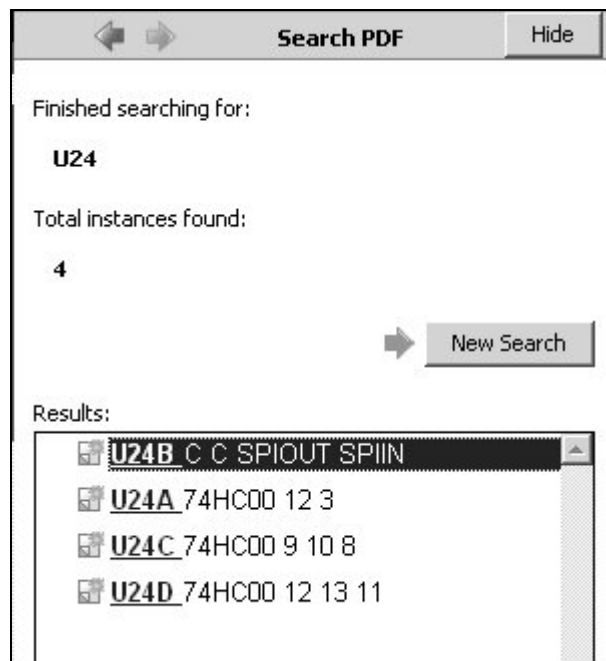 Search PDF Hide
Finished searching for:
U24
Total instances found:
4
New Search
Results:
U24B C C SPIOUT SPIIN
U24A 74HC00 12 3
U24C 74HC00 9 10 8
U24D 74HC00 12 13 11